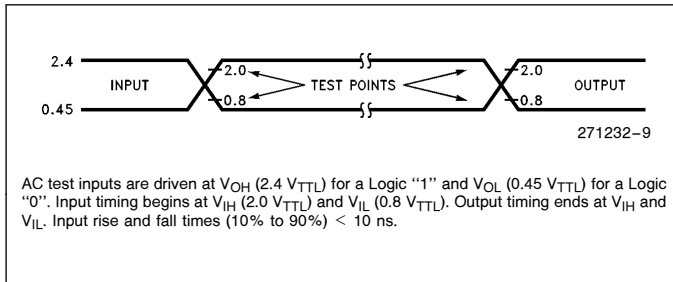 2.4
INPUT
2.0
0.8
TEST POINTS
2.0
0.8
OUTPUT
0.45
271232–9
AC test inputs are driven at VOH (2.4 VTTL) for a Logic ‘‘1’’ and VOL (0.45 VTTL) for a Logic
‘‘0’’. Input timing begins at VIH (2.0 VTTL) and VIL (0.8 VTTL). Output timing ends at VIH and
VIL. Input rise and fall times (10% to 90%) < 10 ns.